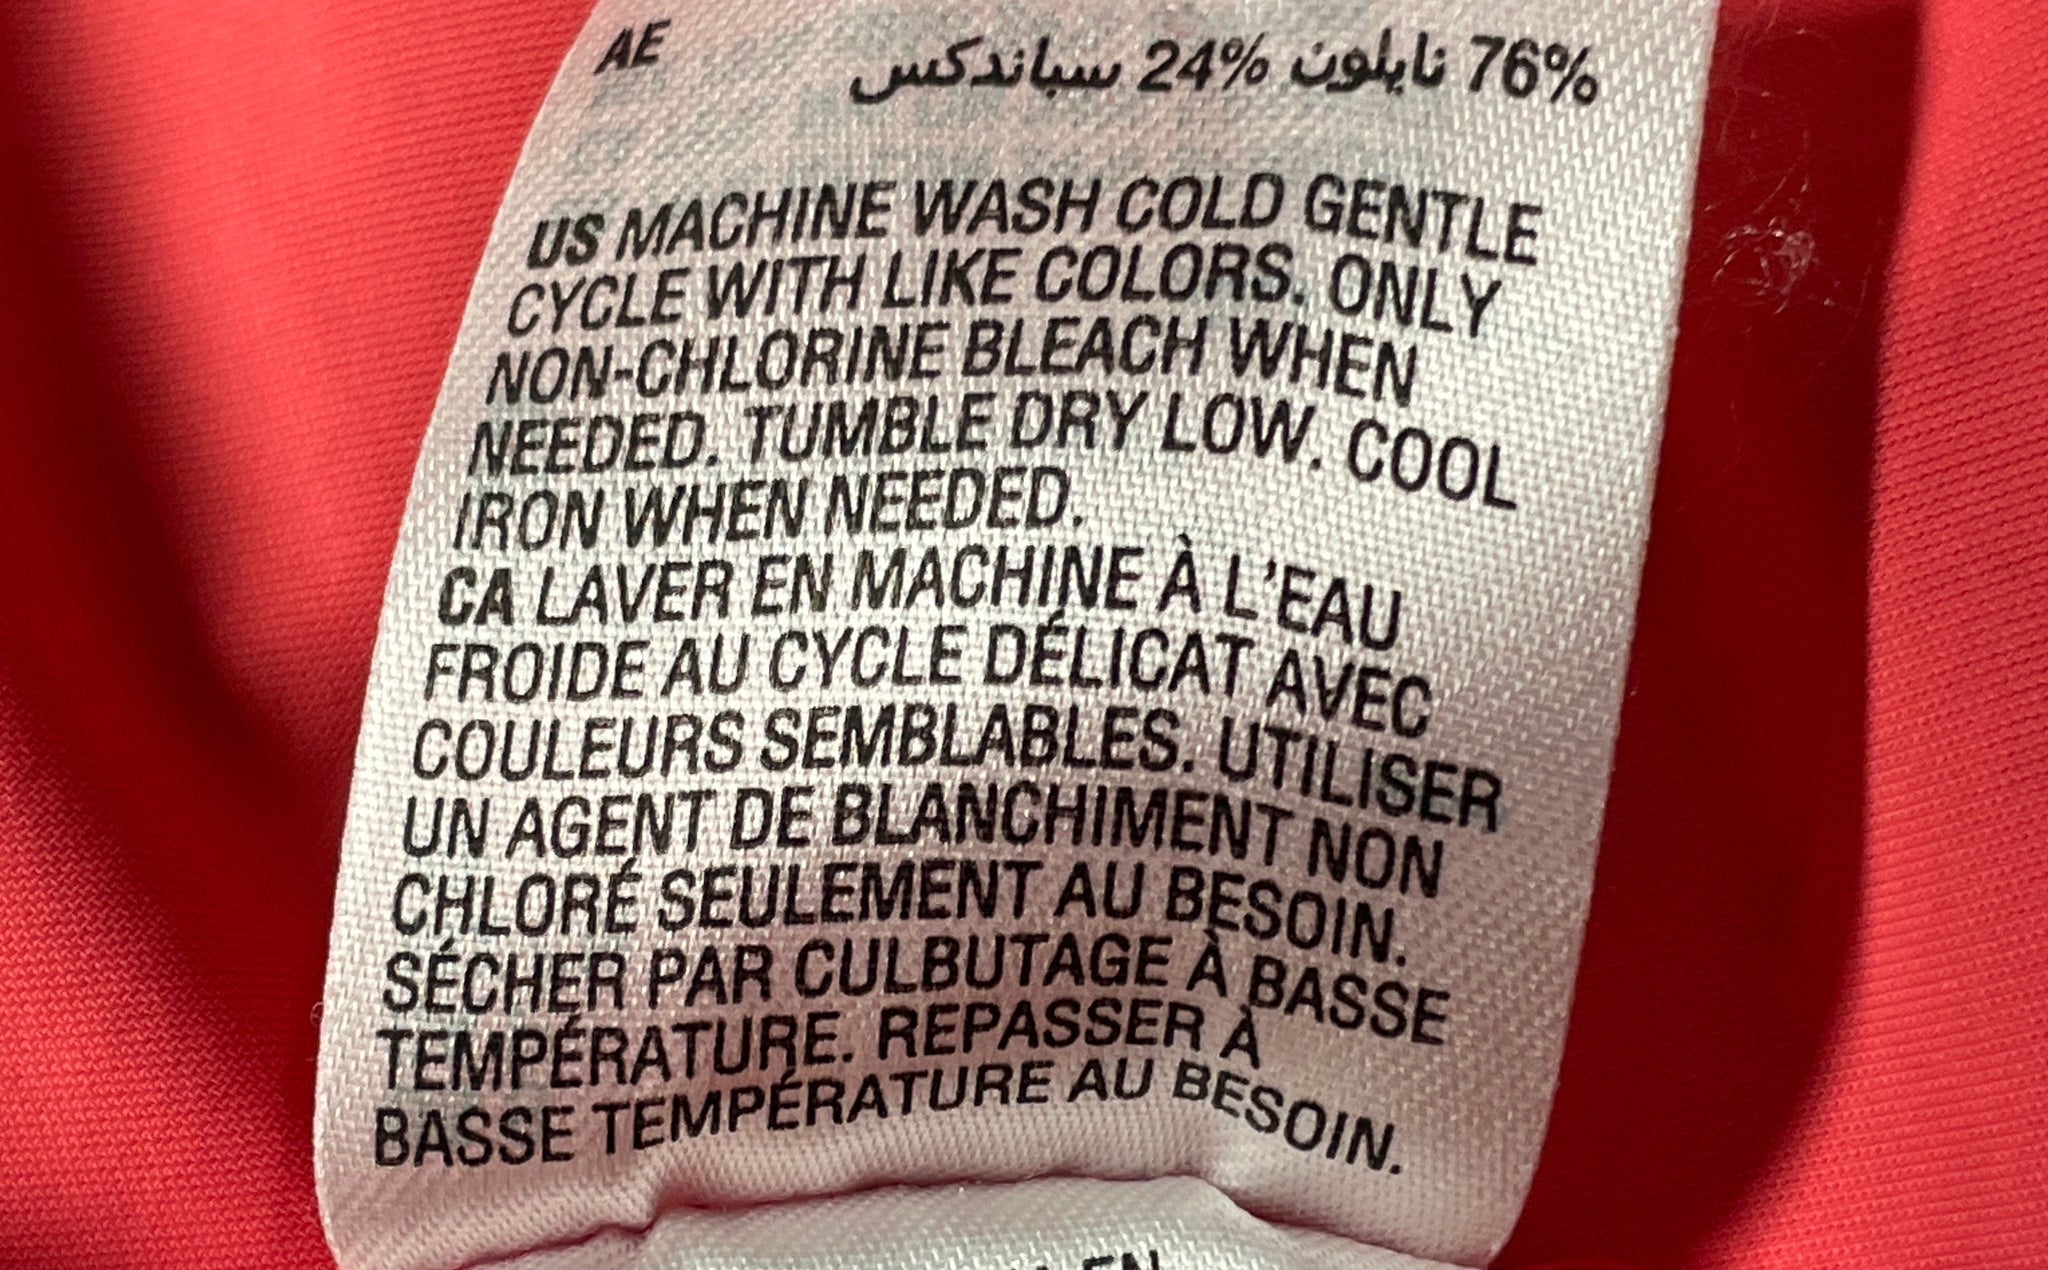 AE
76% نايلون 24% سباندكس
US MACHINE WASH COLD GENTLE
CYCLE WITH LIKE COLORS. ONLY
NON-CHLORINE BLEACH WHEN
NEEDED. TUMBLE DRY LOW. COOL
IRON WHEN NEEDED.
CA LAVER EN MACHINE À L'EAU
FROIDE AU CYCLE DÉLICAT AVEC
COULEURS SEMBLABLES. UTILISER
UN AGENT DE BLANCHIMENT NON
CHLORÉ SEULEMENT AU BESOIN.
SÉCHER PAR CULBUTAGE À BASSE
TEMPÉRATURE. REPASSER À
BASSE TEMPÉRATURE AU BESOIN.